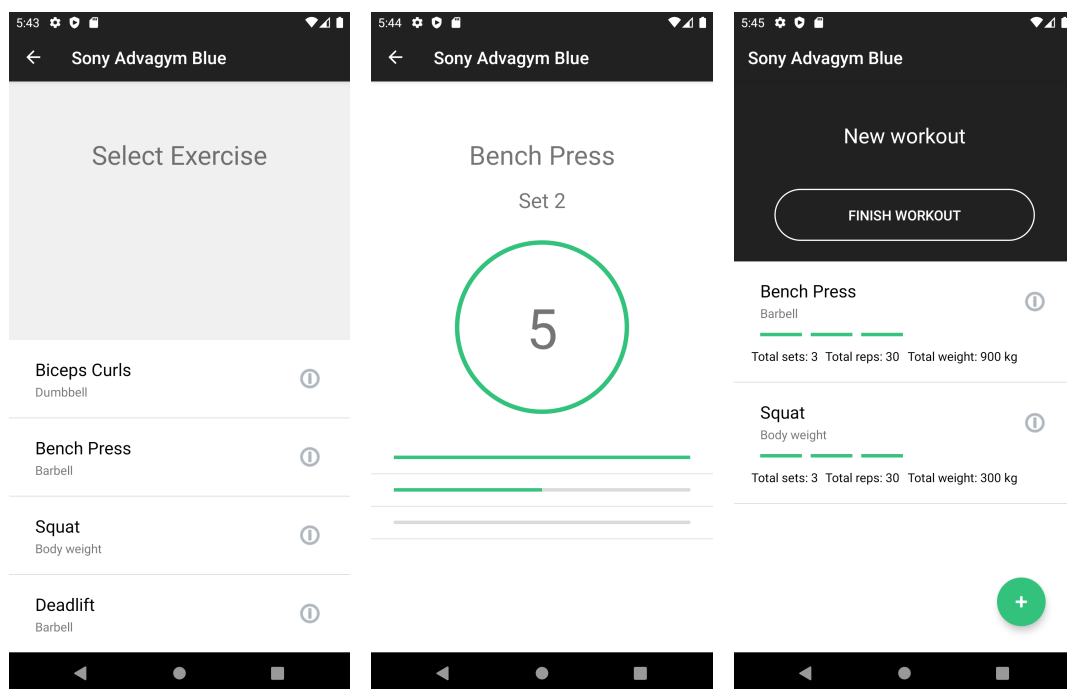 5:43
Sony Advagym Blue
Select Exercise
Biceps Curls
Dumbbell
Bench Press
Barbell
Squat
Body weight
Deadlift
Barbell
5:44
Sony Advagym Blue
Bench Press
Set 2
5
5:45
Sony Advagym Blue
New workout
FINISH WORKOUT
Bench Press
Barbell
Total sets: 3 Total reps: 30 Total weight: 900 kg
Squat
Body weight
Total sets: 3 Total reps: 30 Total weight: 300 kg
+